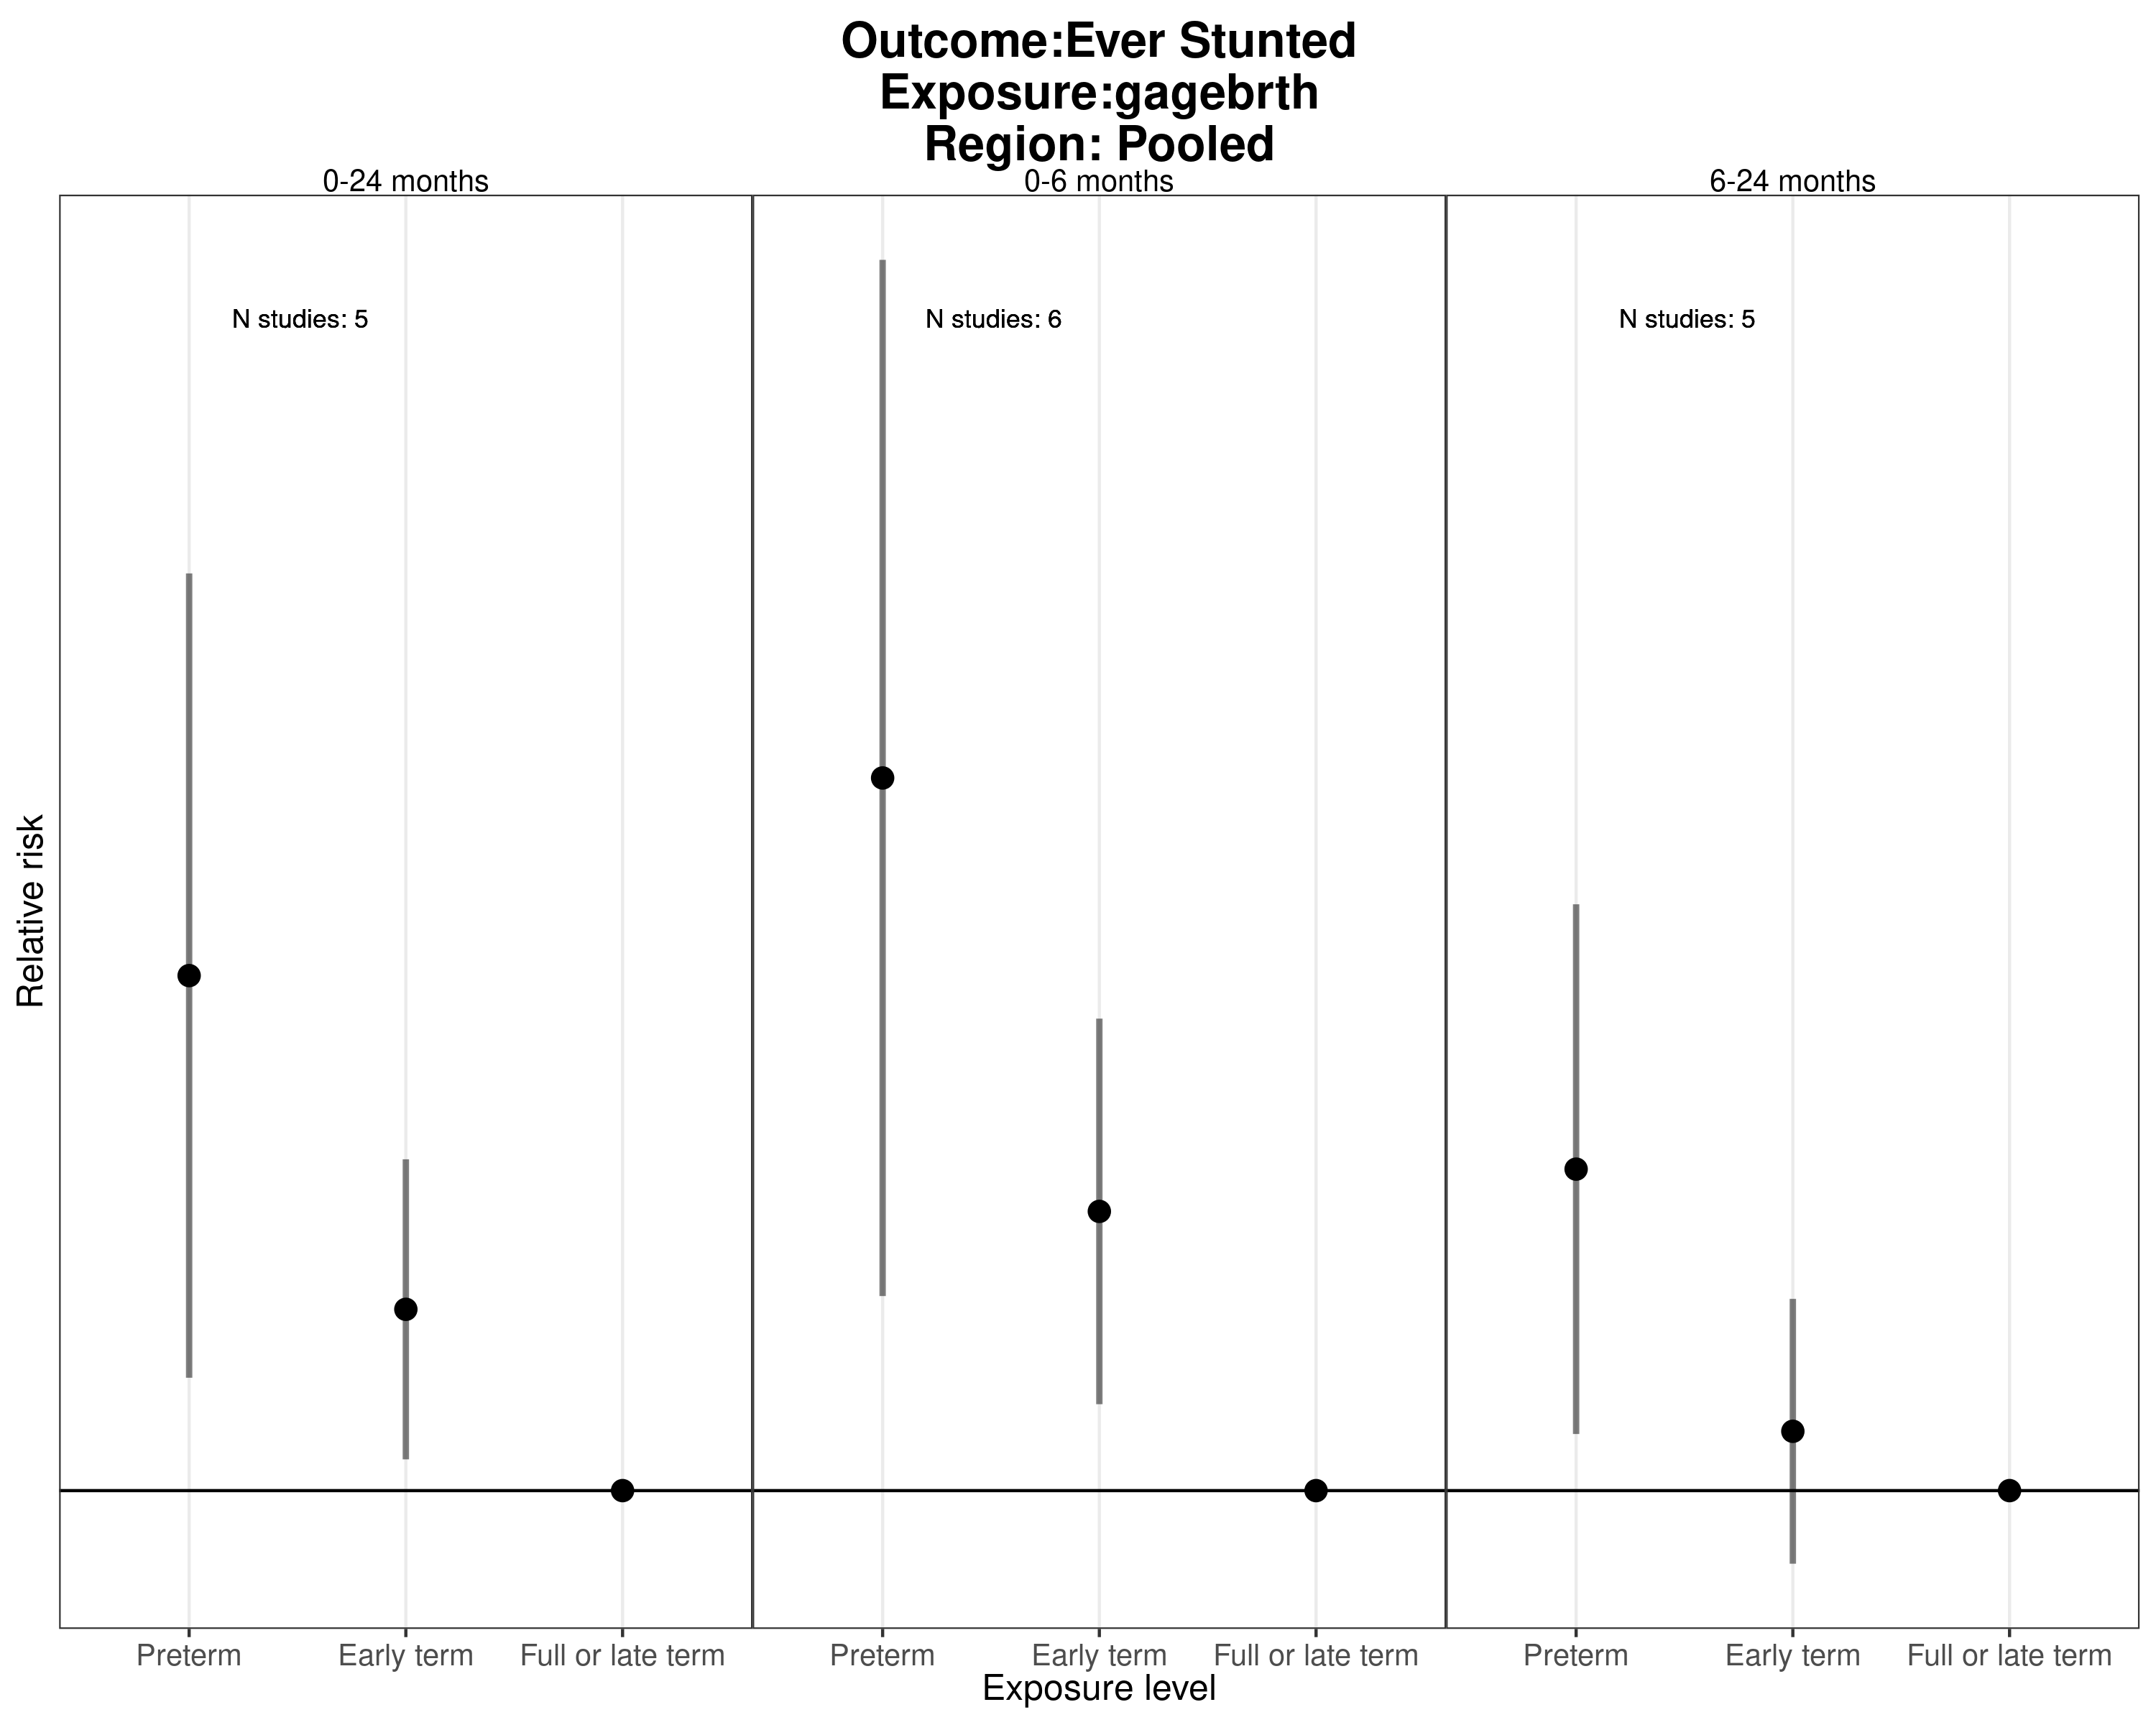 Outcome:Ever Stunted
Exposure:gagebrth
Region: Pooled
0-24 months 0-6 months 6-24 months
N studies: 5 N studies: 6 N studies: 5
Relative risk
Preterm Early term Full or late term Preterm Early term Full or late term Preterm Early term Full or late term
Exposure level